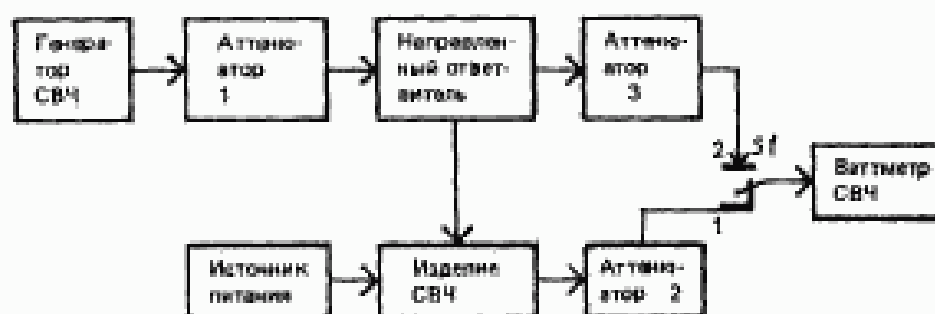 Генера-
тор
СВЧ
Аттеню-
атор
1
Направлен-
ный ответ-
витель
Аттеню-
атор
3
2
S1
Ваттметр
СВЧ
1
Источник
питания
Изделие
СВЧ
Аттеню-
атор 2